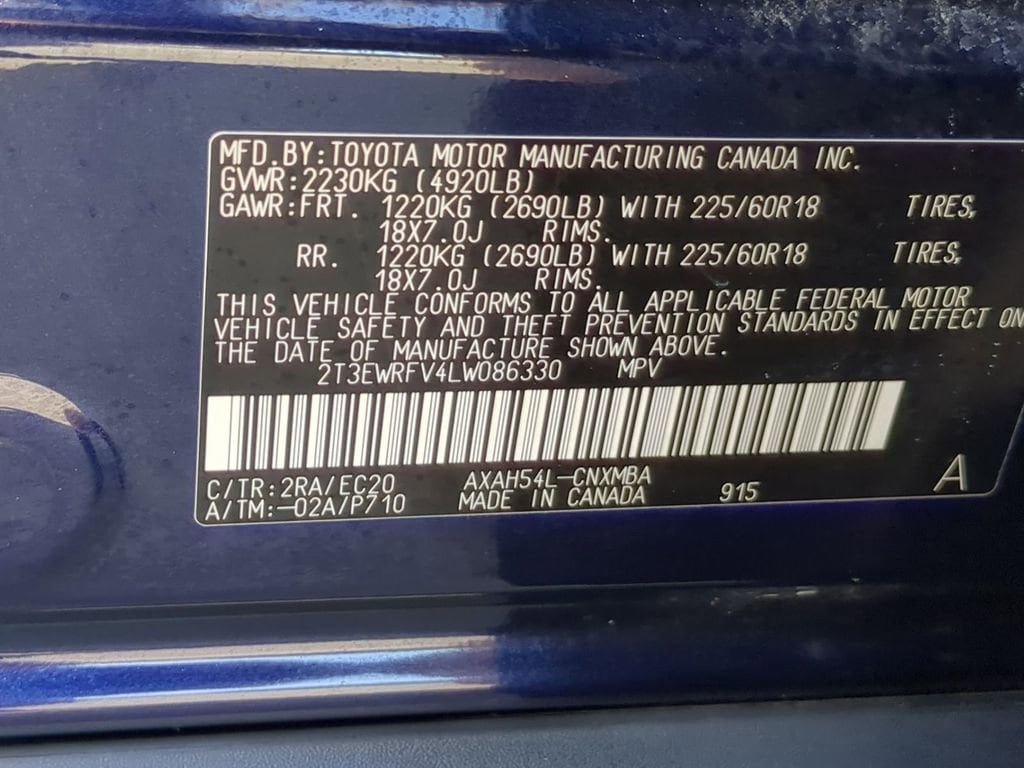 MFD.BY:TOYOTA MOTOR MANUFACTURING CANADA INC.
GVWR:2230KG (4920LB)
GAWR:FRT. 1220KG (2690LB) WITH 225/60R18 TIRES,
18X7.0J RIMS.
RR. 1220KG (2690LB) WITH 225/60R18 TIRES,
18X7.0J RIMS.
THIS VEHICLE CONFORMS TO ALL APPLICABLE FEDERAL MOTOR
VEHICLE SAFETY AND THEFT PREVENTION STANDARDS IN EFFECT ON
THE DATE OF MANUFACTURE SHOWN ABOVE.
2T3EWRFV4LW086330 MPV
C/TR:2RA/EC20 AXAH54L-CNXMBA
A/TM:-02A/P710 MADE IN CANADA 915 A